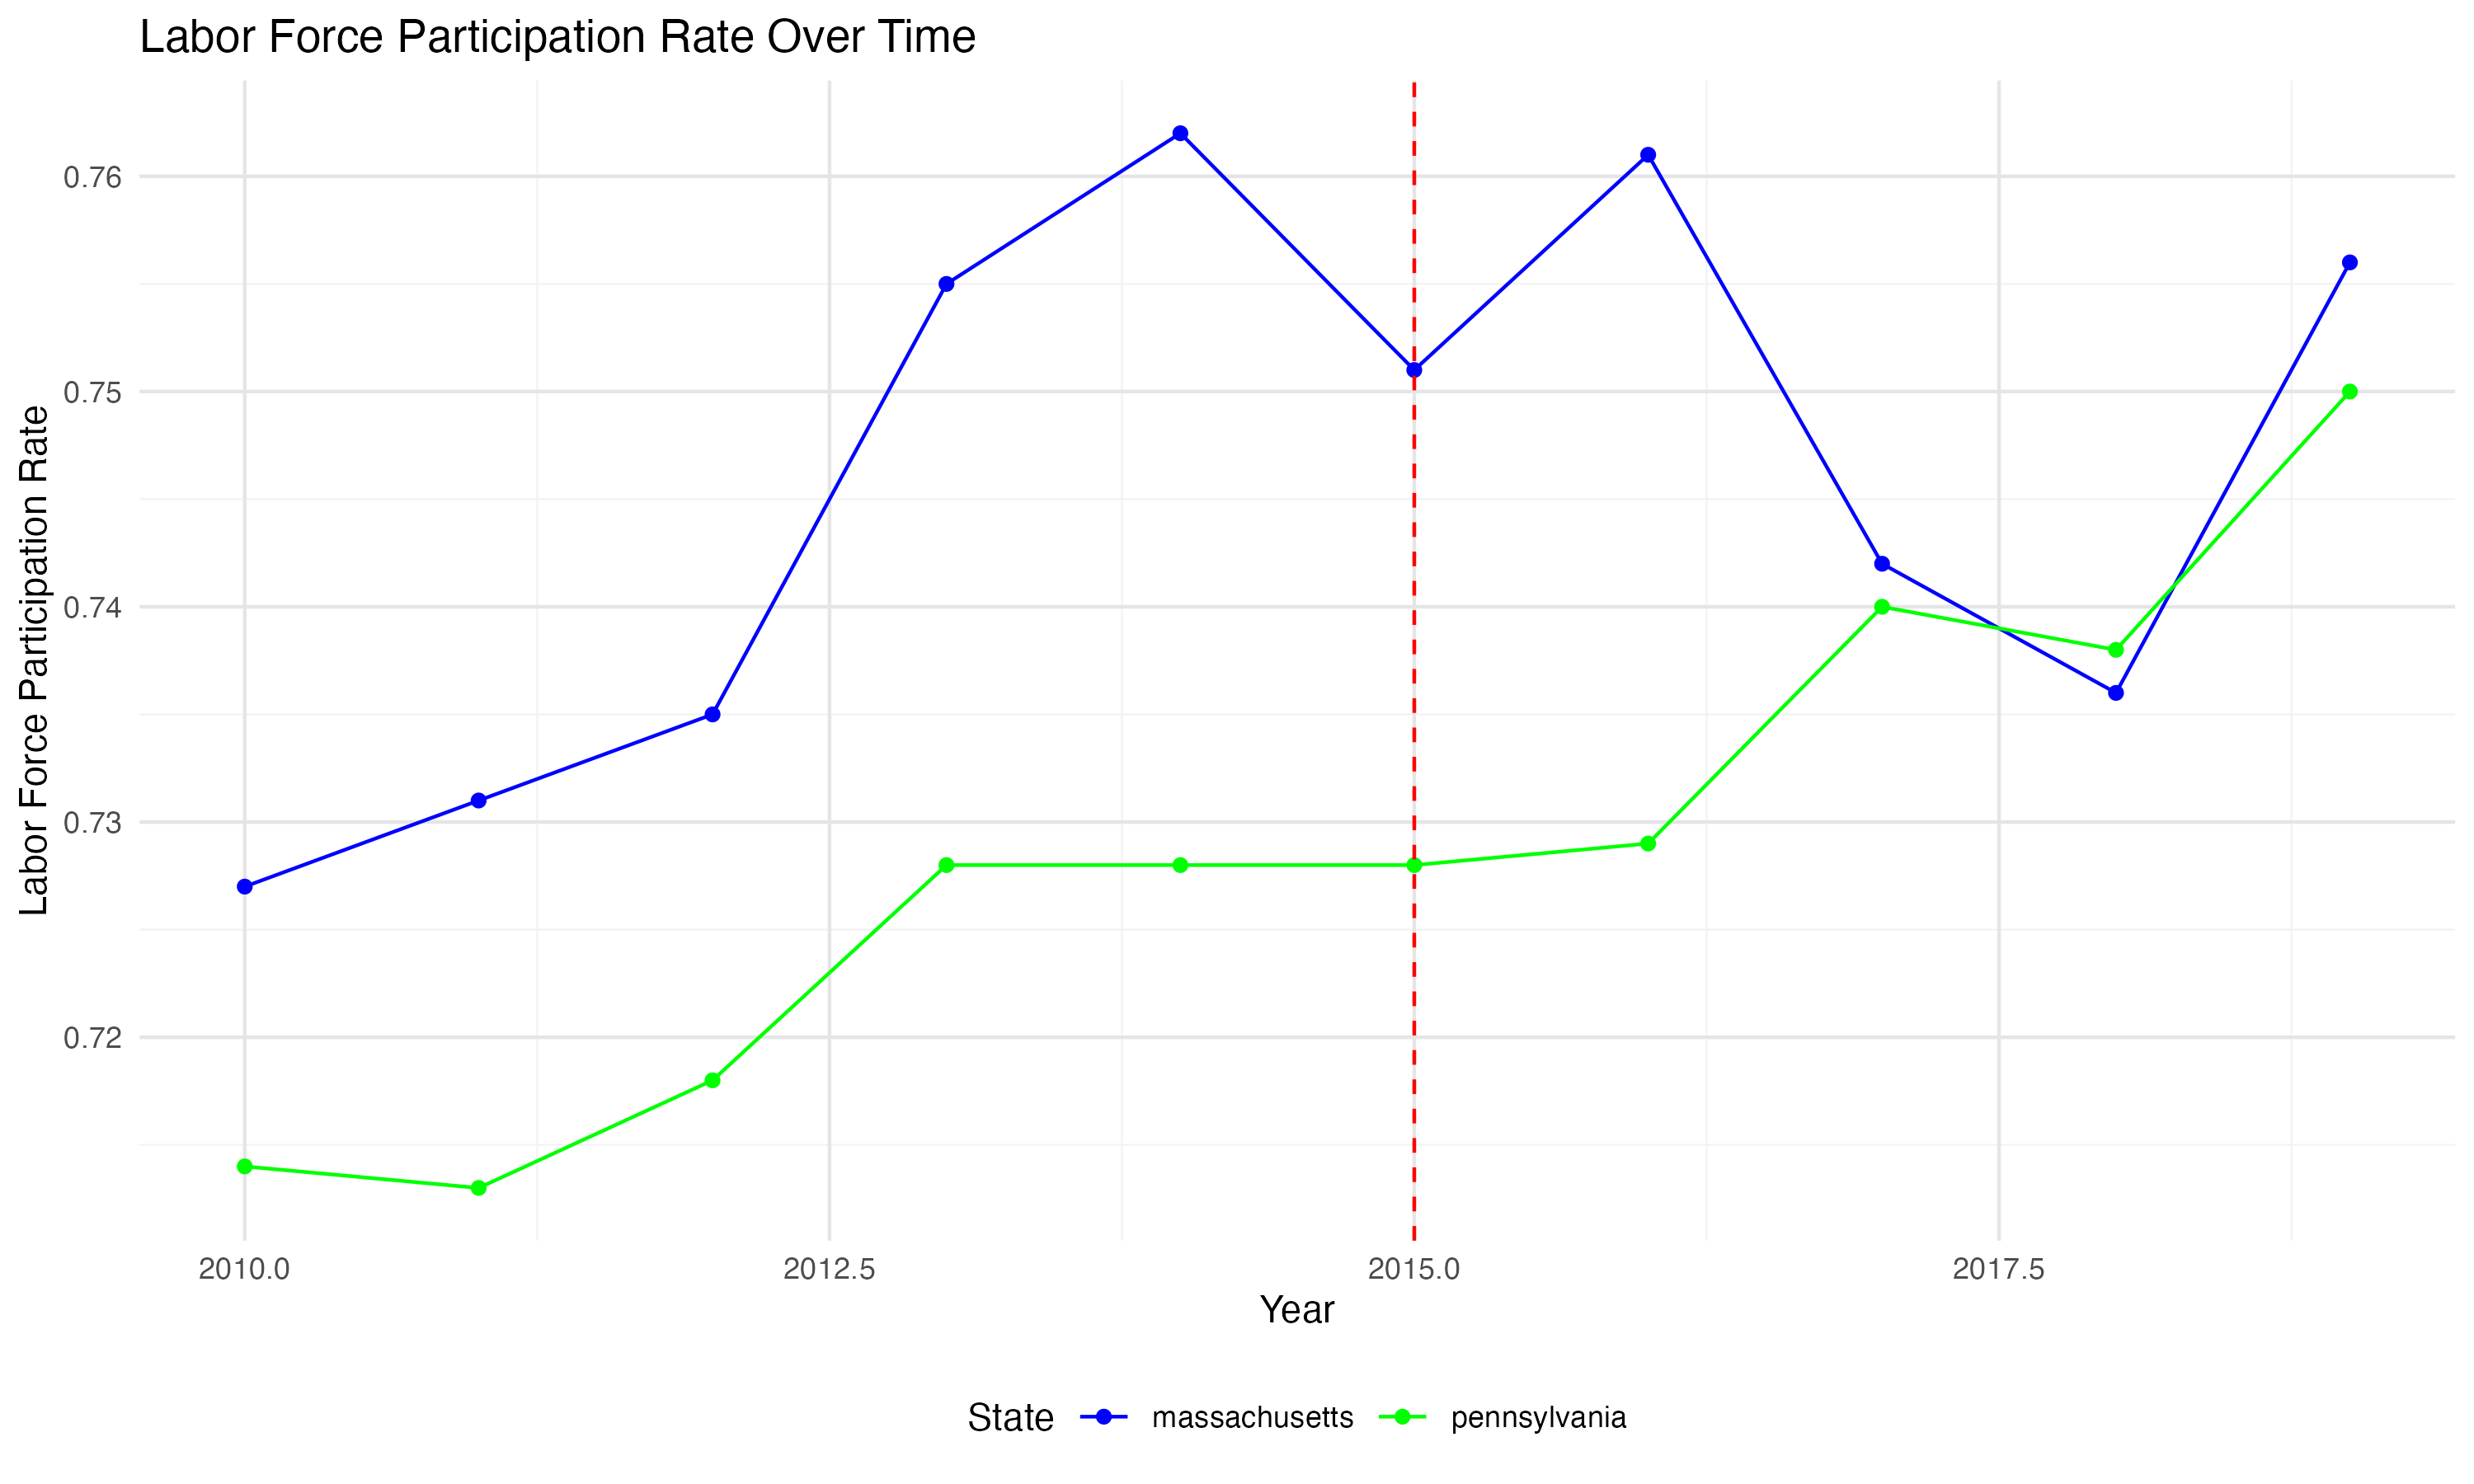 Labor Force Participation Rate Over Time
Labor Force Participation Rate
0.76
0.75
0.74
0.73
0.72
2010.0 2012.5 2015.0 2017.5
Year
State massachusetts pennsylvania